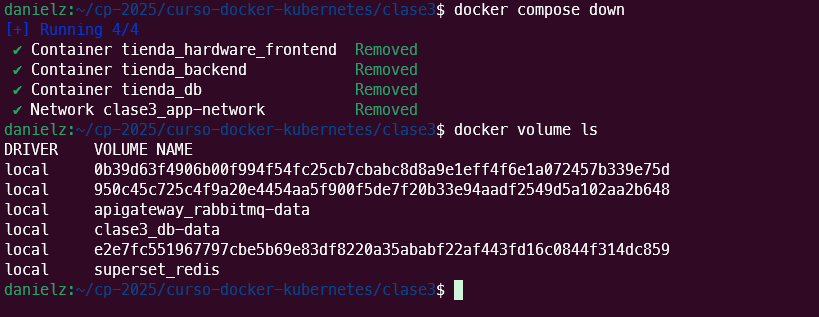 danielz:~/cp-2025/curso-docker-kubernetes/clase3$ docker compose down
[+] Running 4/4
✔ Container tienda_hardware_frontend  Removed
✔ Container tienda_backend            Removed
✔ Container tienda_db                 Removed
✔ Network clase3_app-network          Removed
danielz:~/cp-2025/curso-docker-kubernetes/clase3$ docker volume ls
DRIVER    VOLUME NAME
local     0b39d63f4906b00f994f54fc25cb7cbabc8d8a9e1eff4f6e1a072457b339e75d
local     950c45c725c4f9a20e4454aa5f900f5de7f20b33e94aadf2549d5a102aa2b648
local     apigateway_rabbitmq-data
local     clase3_db-data
local     e2e7fc551967797cbe5b69e83df8220a35ababf22af443fd16c0844f314dc859
local     superset_redis
danielz:~/cp-2025/curso-docker-kubernetes/clase3$